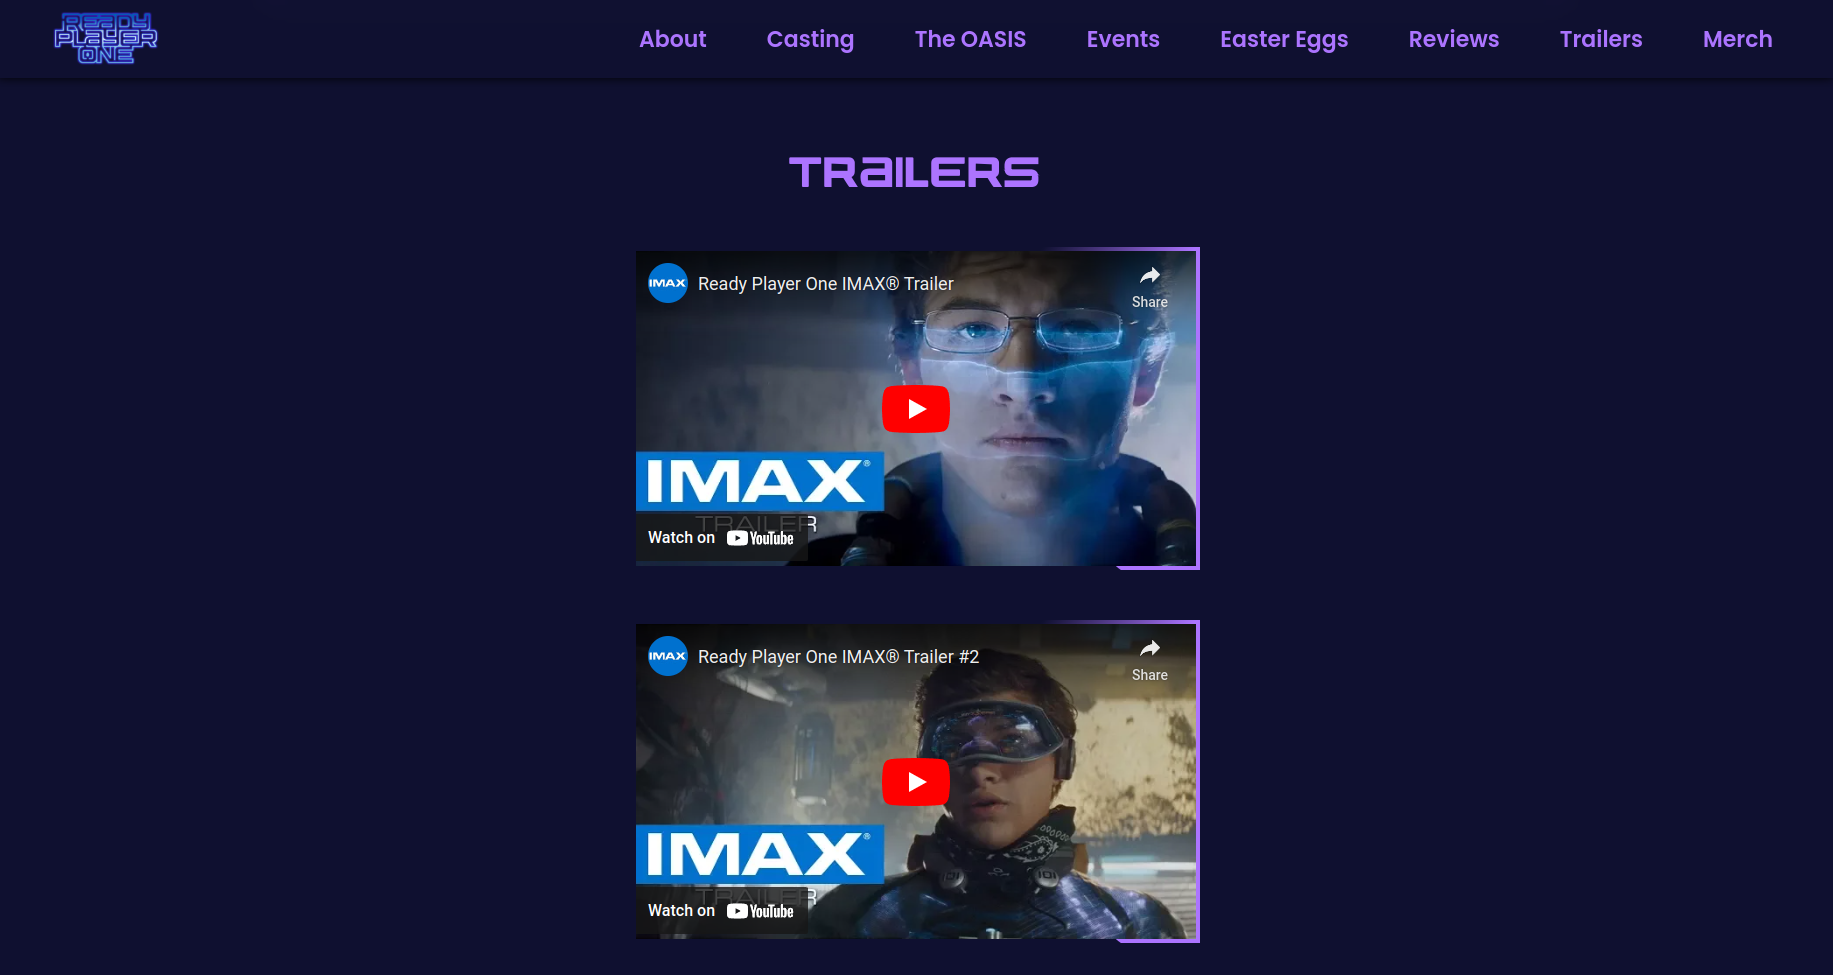 READY
PLAYER
ONE
About Casting The OASIS Events Easter Eggs Reviews Trailers Merch
TRAILERS
IMAX Ready Player One IMAX® Trailer
Share
IMAX®
TRAILER
Watch on YouTube
IMAX Ready Player One IMAX® Trailer #2
Share
IMAX®
TRAILER
Watch on YouTube